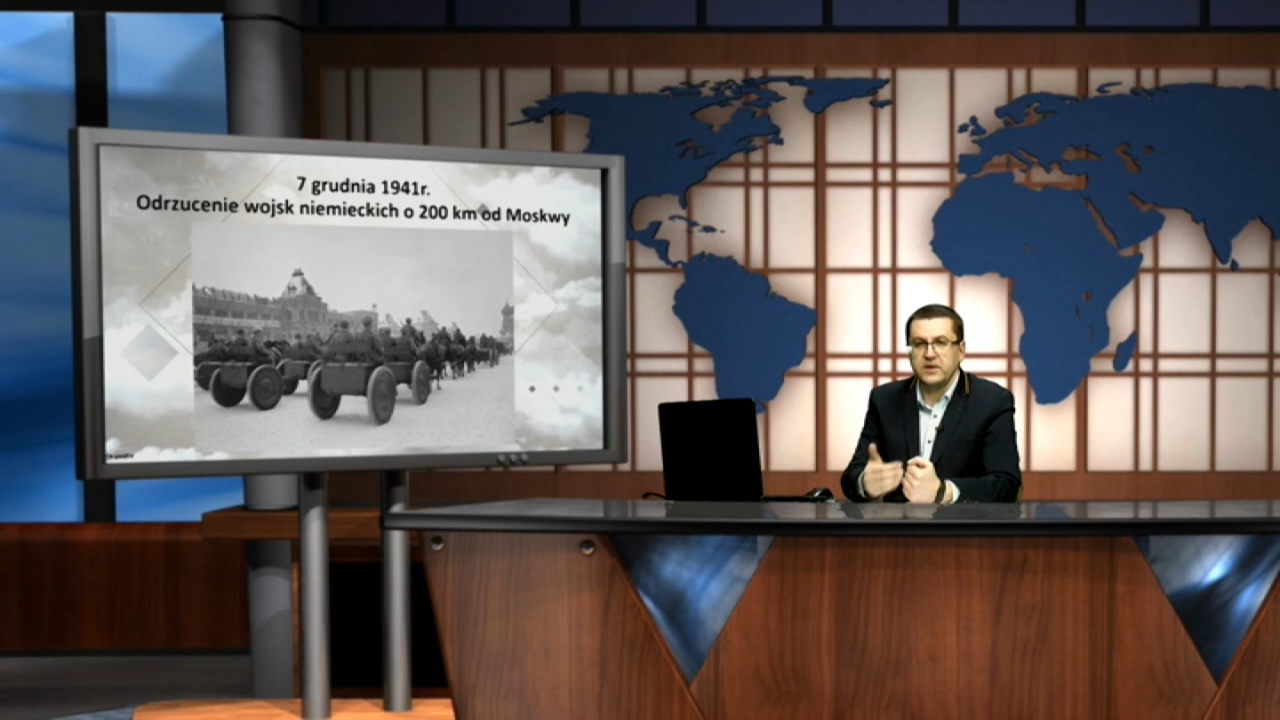 7 grudnia 1941r.
Odrzucenie wojsk niemieckich o 200 km od Moskwy